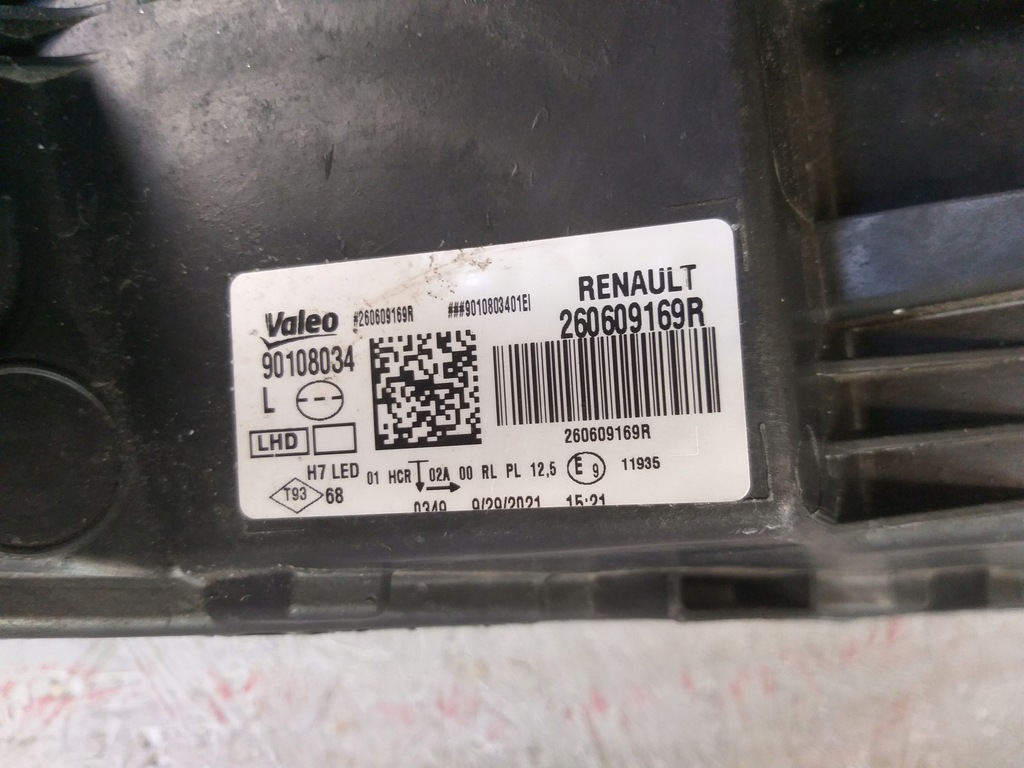 Valeo #260609169R ###9010803401EI RENAULT
260609169R
90108034
L
260609169R
LHD
H7 LED 01 HCR 02A 00 RL PL 12,5 E9 11935
T93 68
0349 9/29/2021 15:21